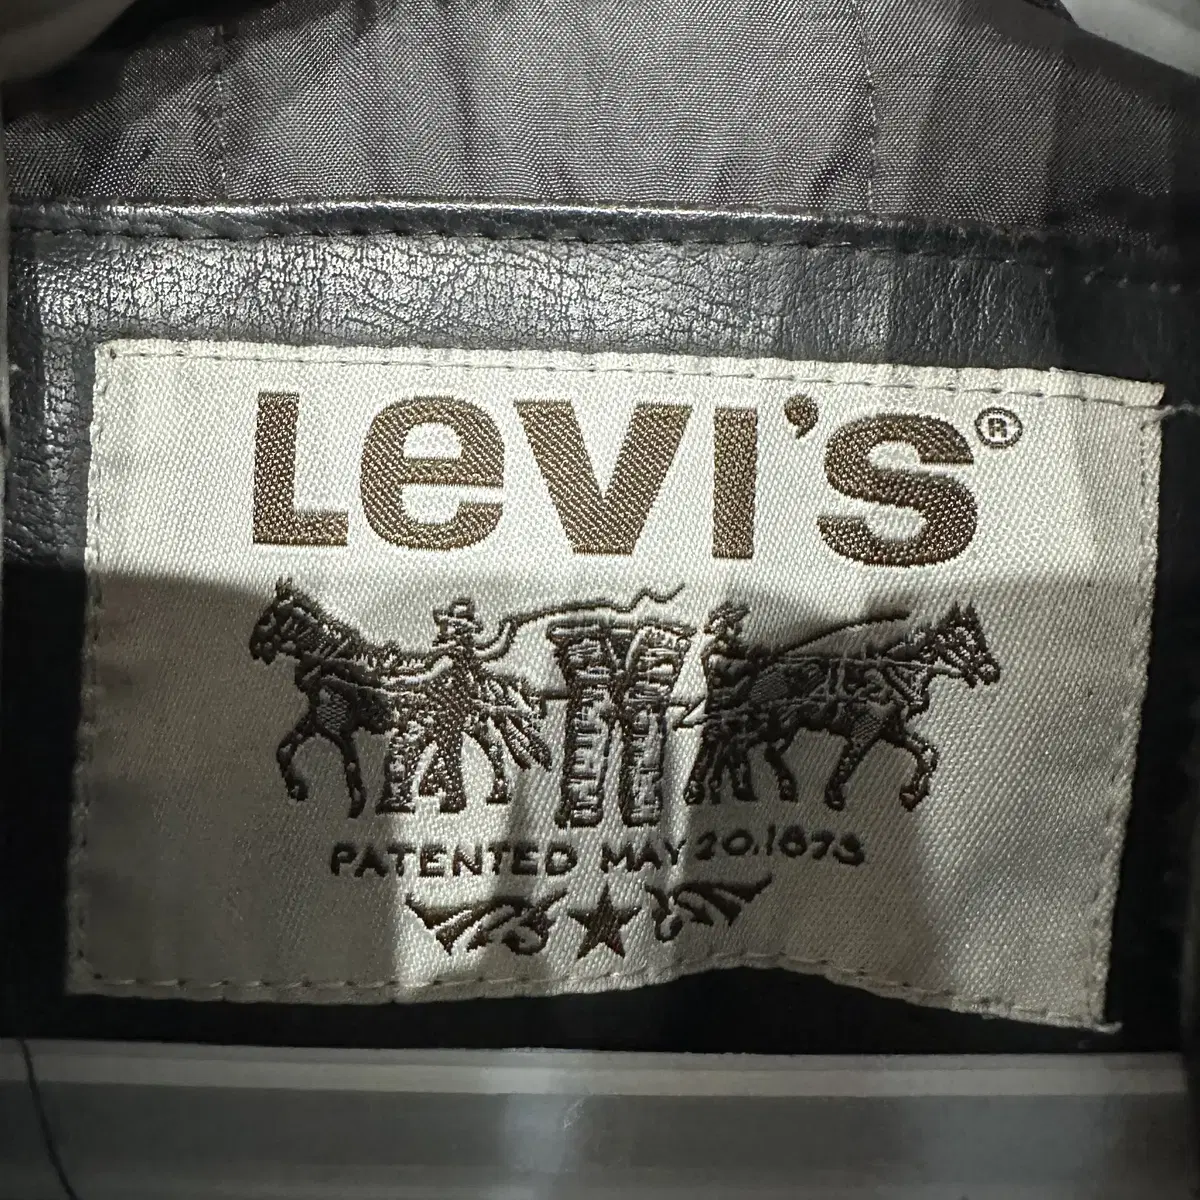 Levi's®
PATENTED MAY 20.1873